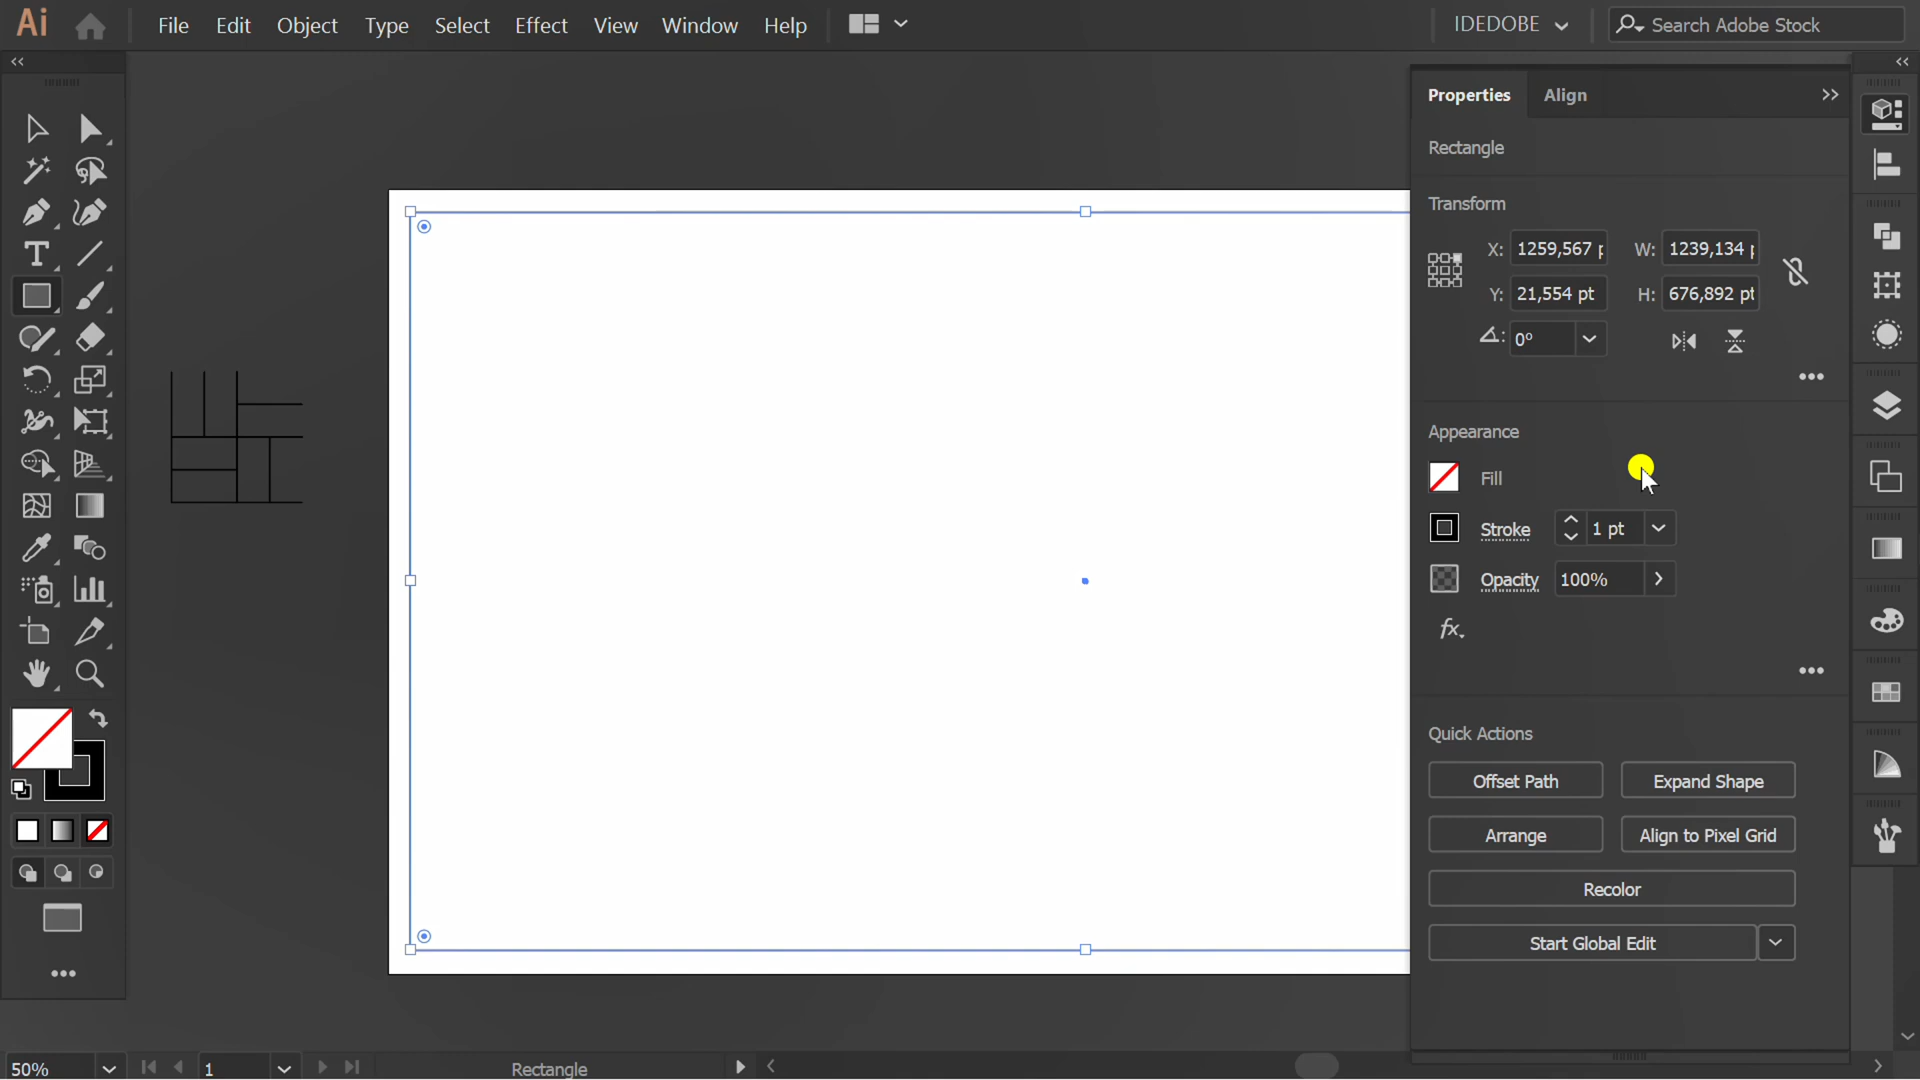 Ai
File Edit Object Type Select Effect View Window Help
IDEDOBE
Search Adobe Stock
Properties Align
Rectangle
Transform
X: 1259,567 W: 1239,134
Y: 21,554 pt H: 676,892 pt
0°
Appearance
Fill
Stroke 1 pt
Opacity 100%
fx
Quick Actions
Offset Path Expand Shape
Arrange Align to Pixel Grid
Recolor
Start Global Edit
50% 1 Rectangle